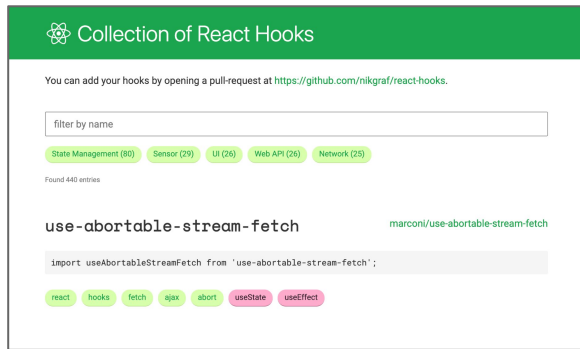 Collection of React Hooks
You can add your hooks by opening a pull-request at https://github.com/nikgraf/react-hooks.
filter by name
State Management (80) Sensor (29) UI (26) Web API (26) Network (25)
Found 440 entries
use-abortable-stream-fetch marconi/use-abortable-stream-fetch
import useAbortableStreamFetch from 'use-abortable-stream-fetch';
react hooks fetch ajax abort useState useEffect